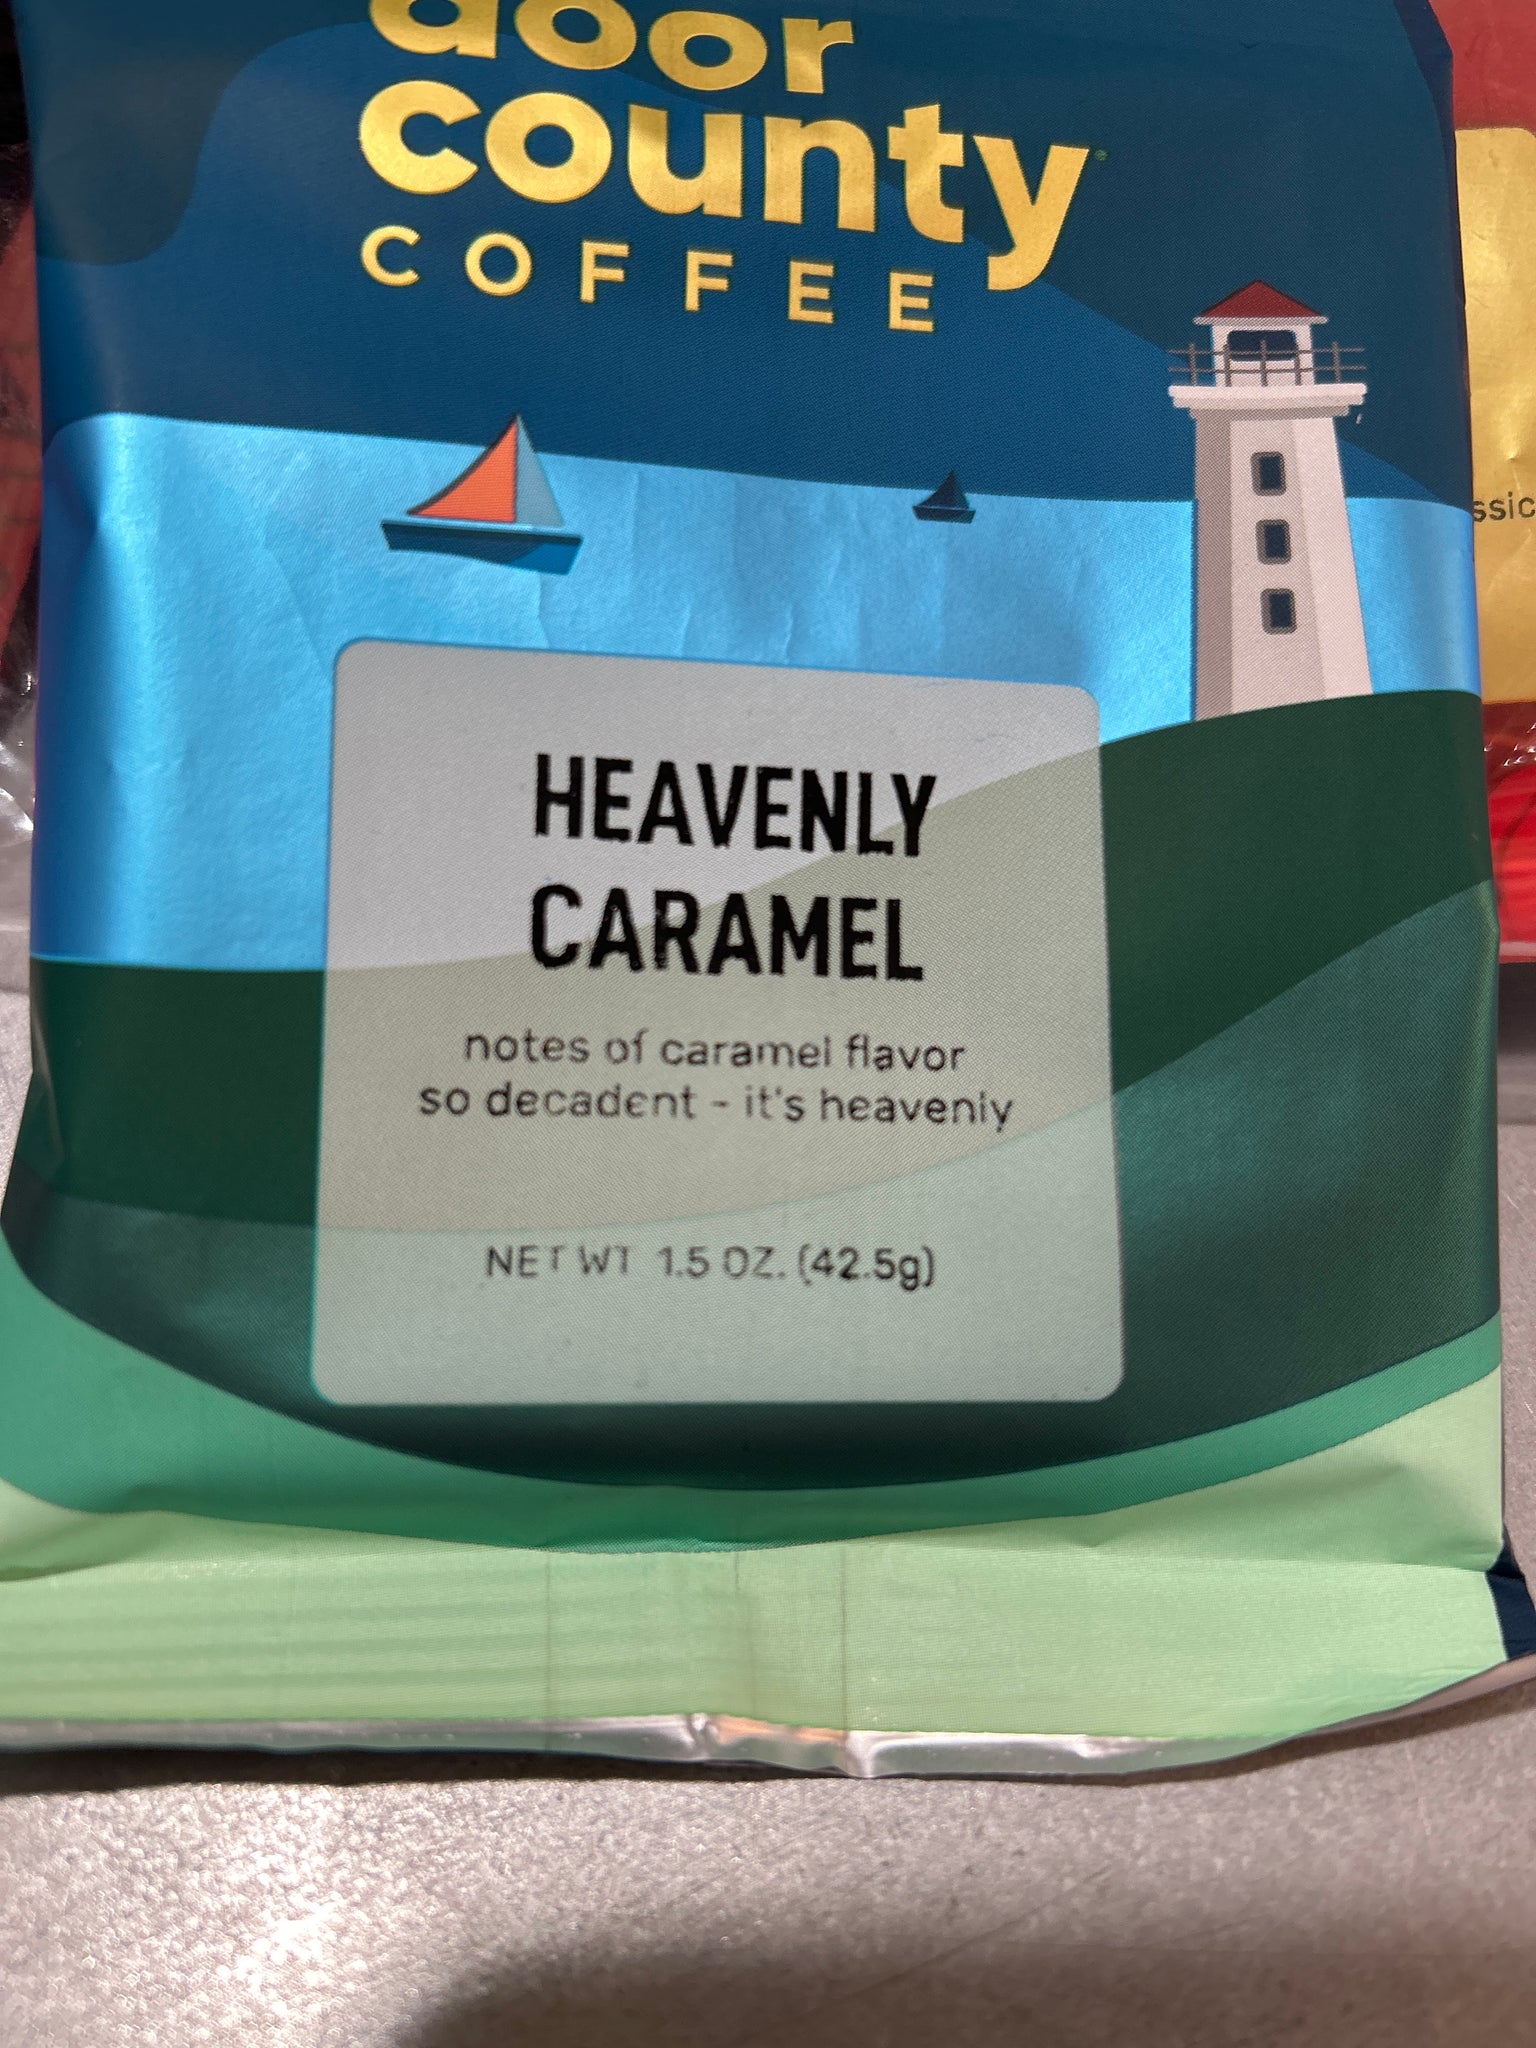 door
county
COFFEE
HEAVENLY
CARAMEL
notes of caramel flavor
so decadent - it's heavenly
NET WT 1.5 OZ. (42.5g)